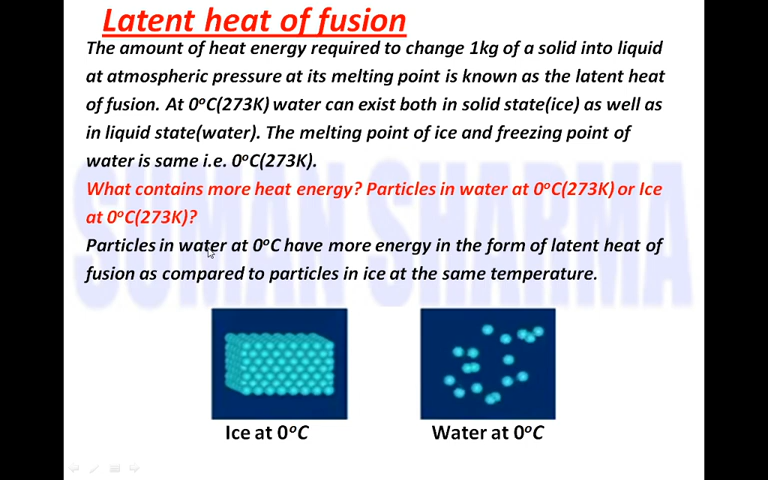 Latent heat of fusion
The amount of heat energy required to change 1kg of a solid into liquid
at atmospheric pressure at its melting point is known as the latent heat
of fusion. At 0°C(273K) water can exist both in solid state(ice) as well as
in liquid state(water). The melting point of ice and freezing point of
water is same i.e. 0°C(273K).
What contains more heat energy? Particles in water at 0°C(273K) or Ice
at 0°C(273K)?
Particles in water at 0°C have more energy in the form of latent heat of
fusion as compared to particles in ice at the same temperature.
SUMAN SHARMA
Ice at 0°C
Water at 0°C